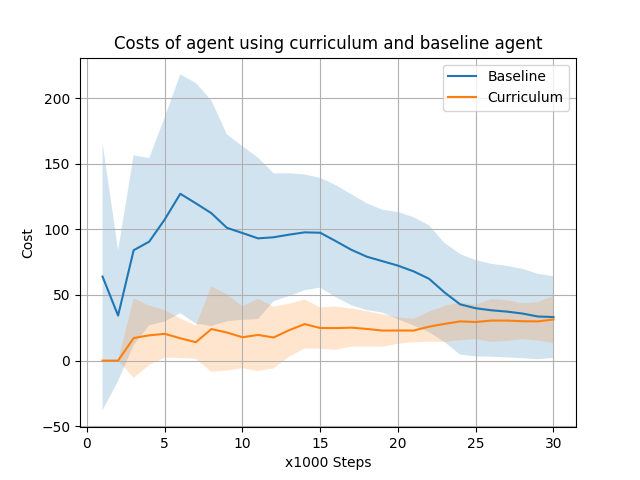 Costs of agent using curriculum and baseline agent
Baseline
Curriculum
Cost
200
150
100
50
0
−50
0 5 10 15 20 25 30
x1000 Steps